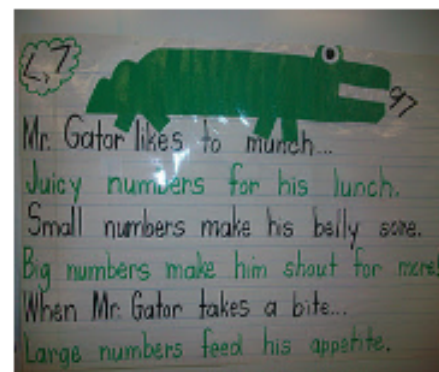 <, >
97
Mr. Gator likes to munch...
Juicy numbers for his lunch.
Small numbers make his belly sore.
Big numbers make him shout for more!
When Mr. Gator takes a bite...
Large numbers feed his appetite.